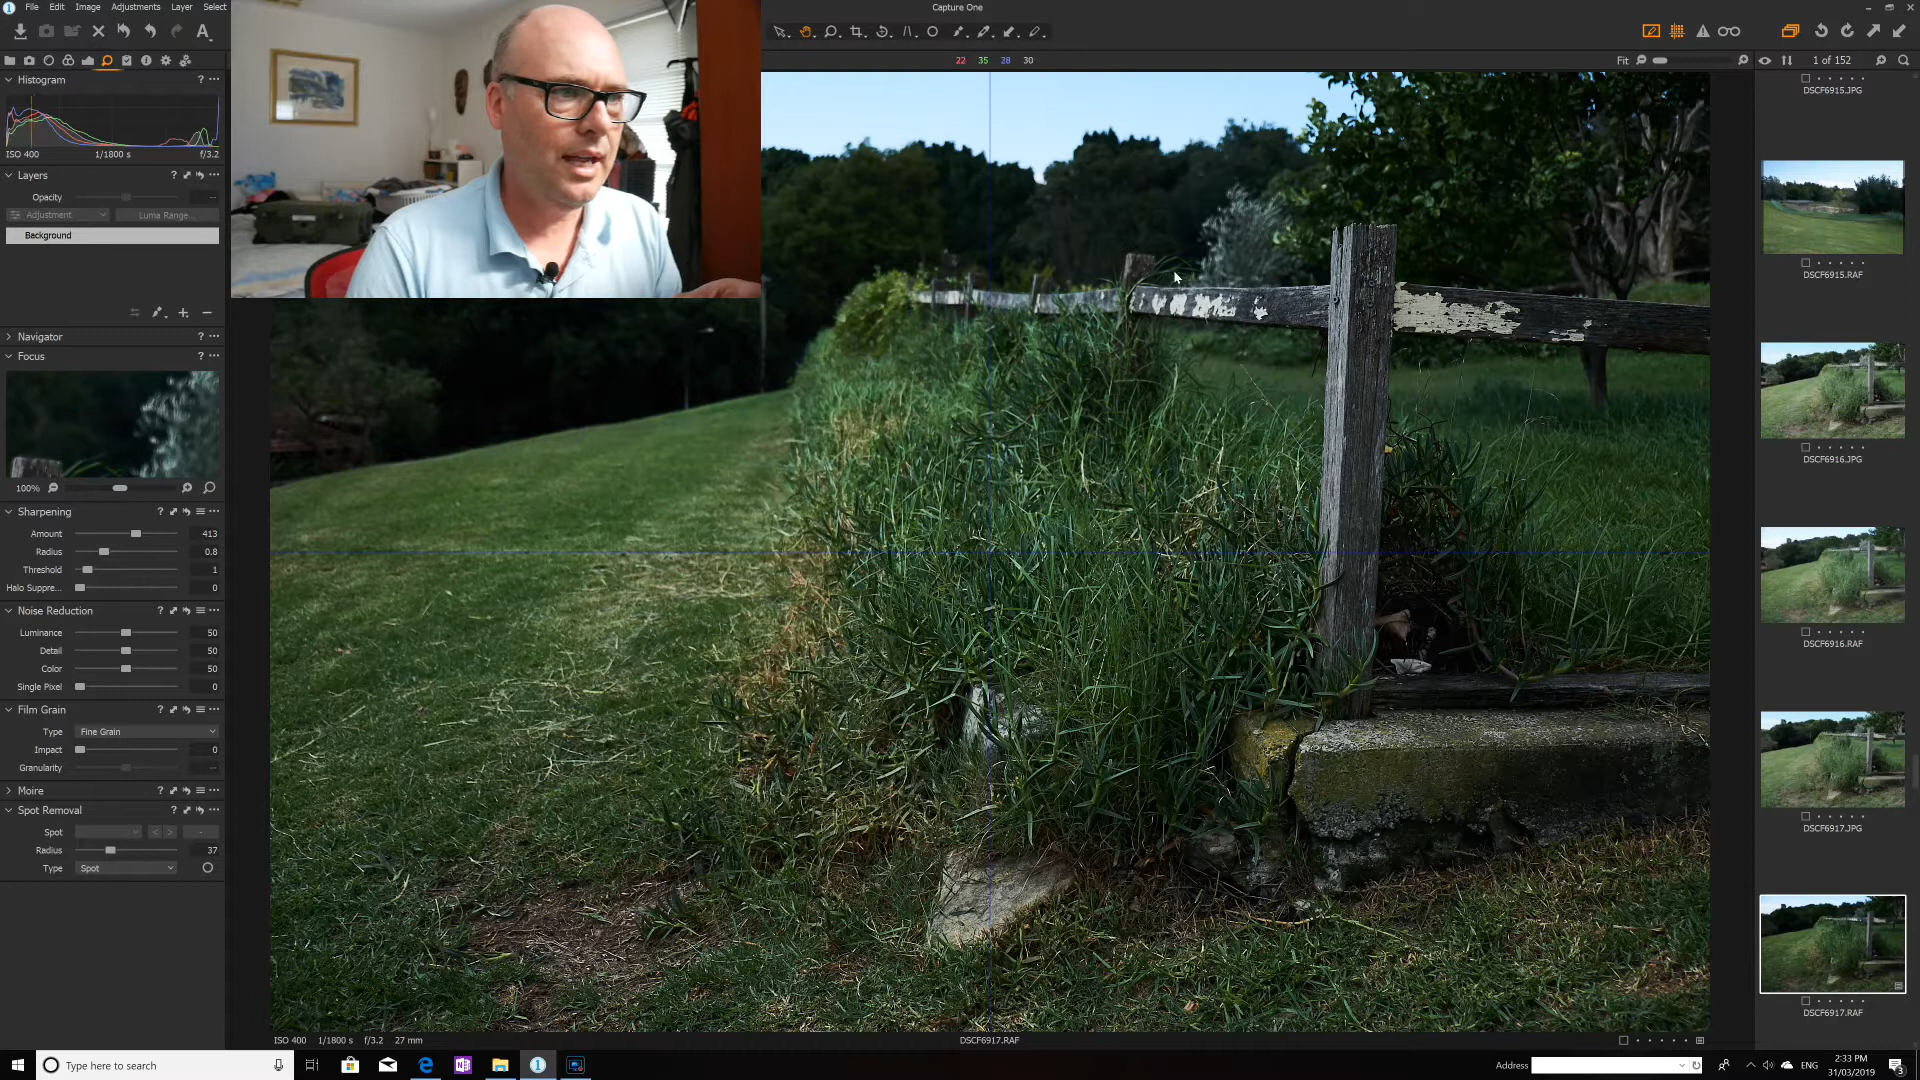 Capture One
File Edit Image Adjustments Layer Select
22 35 28 30
Fit
1 of 152
Histogram
ISO 400 1/1800 s f/3.2
Layers
Opacity --
Adjustment Luma Range...
Background
Navigator
Focus
100%
Sharpening
Amount 413
Radius 0.8
Threshold 1
Halo Suppre... 0
Noise Reduction
Luminance 50
Detail 50
Color 50
Single Pixel 0
Film Grain
Type Fine Grain
Impact 0
Granularity --
Moire
Spot Removal
Spot
Radius 37
Type Spot
DSCF6915.JPG
DSCF6915.RAF
DSCF6916.JPG
DSCF6916.RAF
DSCF6917.JPG
DSCF6917.RAF
ISO 400 1/1800 s f/3.2 27 mm
DSCF6917.RAF
Type here to search
Address
ENG
2:33 PM
31/03/2019